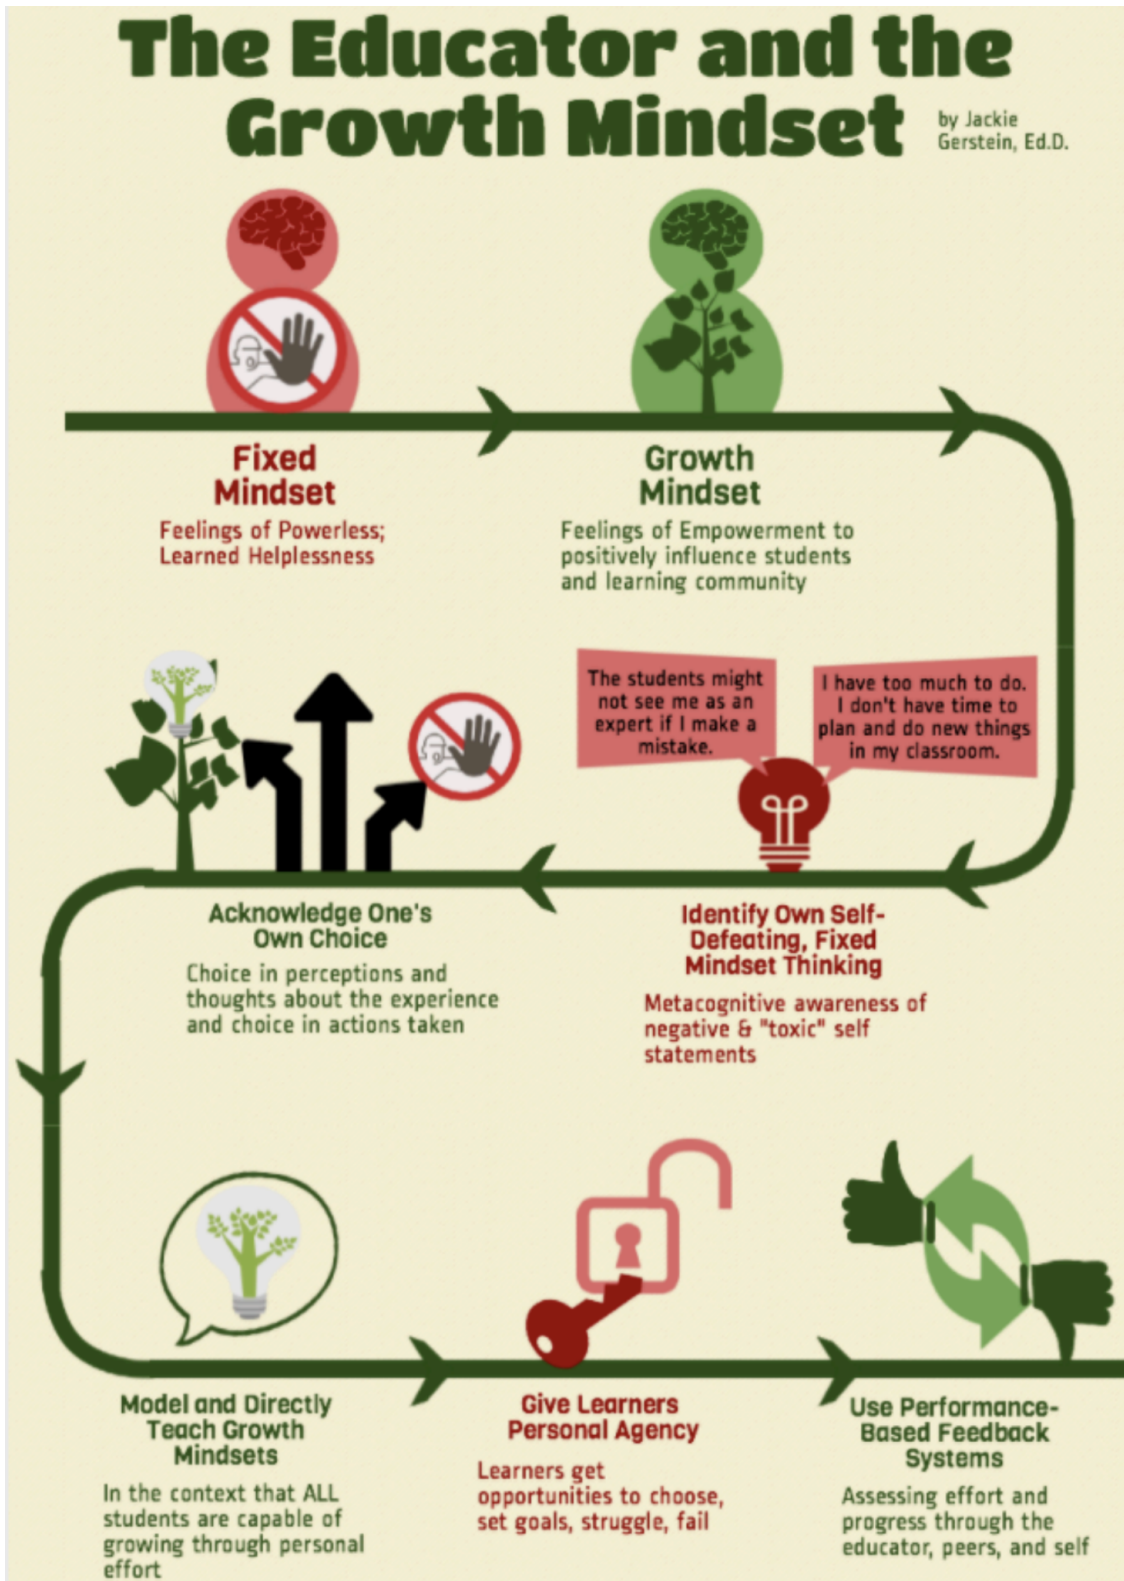 The Educator and the
Growth Mindset
by Jackie
Gerstein, Ed.D.
Fixed
Mindset
Feelings of Powerless;
Learned Helplessness
Growth
Mindset
Feelings of Empowerment to
positively influence students
and learning community
The students might
not see me as an
expert if I make a
mistake.
I have too much to do.
I don't have time to
plan and do new things
in my classroom.
Identify Own Self-
Defeating, Fixed
Mindset Thinking
Metacognitive awareness of
negative & "toxic" self
statements
Acknowledge One's
Own Choice
Choice in perceptions and
thoughts about the experience
and choice in actions taken
Model and Directly
Teach Growth
Mindsets
In the context that ALL
students are capable of
growing through personal
effort
Give Learners
Personal Agency
Learners get
opportunities to choose,
set goals, struggle, fail
Use Performance-
Based Feedback
Systems
Assessing effort and
progress through the
educator, peers, and self